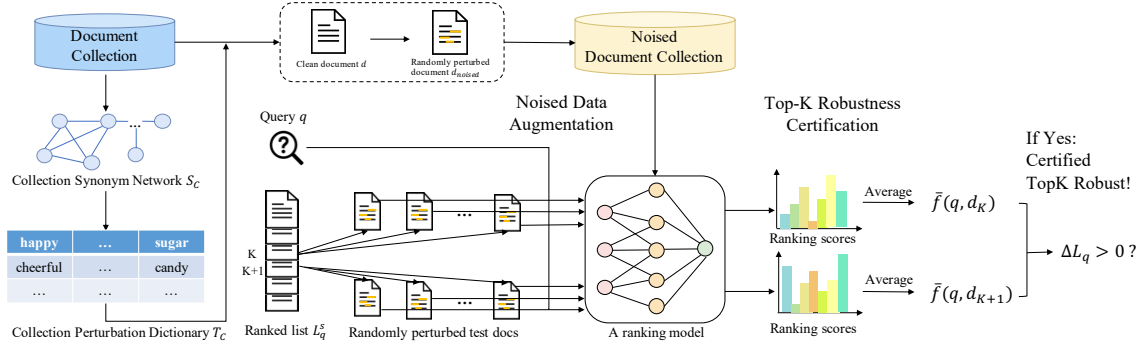 Document
Collection
Clean document d
Randomly perturbed
document d_noised
Noised
Document Collection
Collection Synonym Network S_C
happy … sugar
cheerful … candy
… … …
Collection Perturbation Dictionary T_C
Query q
?
Noised Data
Augmentation
K
K+1
Ranked list L_q^s
...
...
...
Randomly perturbed test docs
A ranking model
Top-K Robustness
Certification
Ranking scores
Average
f̄(q, d_K)
Ranking scores
Average
f̄(q, d_{K+1})
If Yes:
Certified
TopK Robust!
ΔL_q > 0 ?